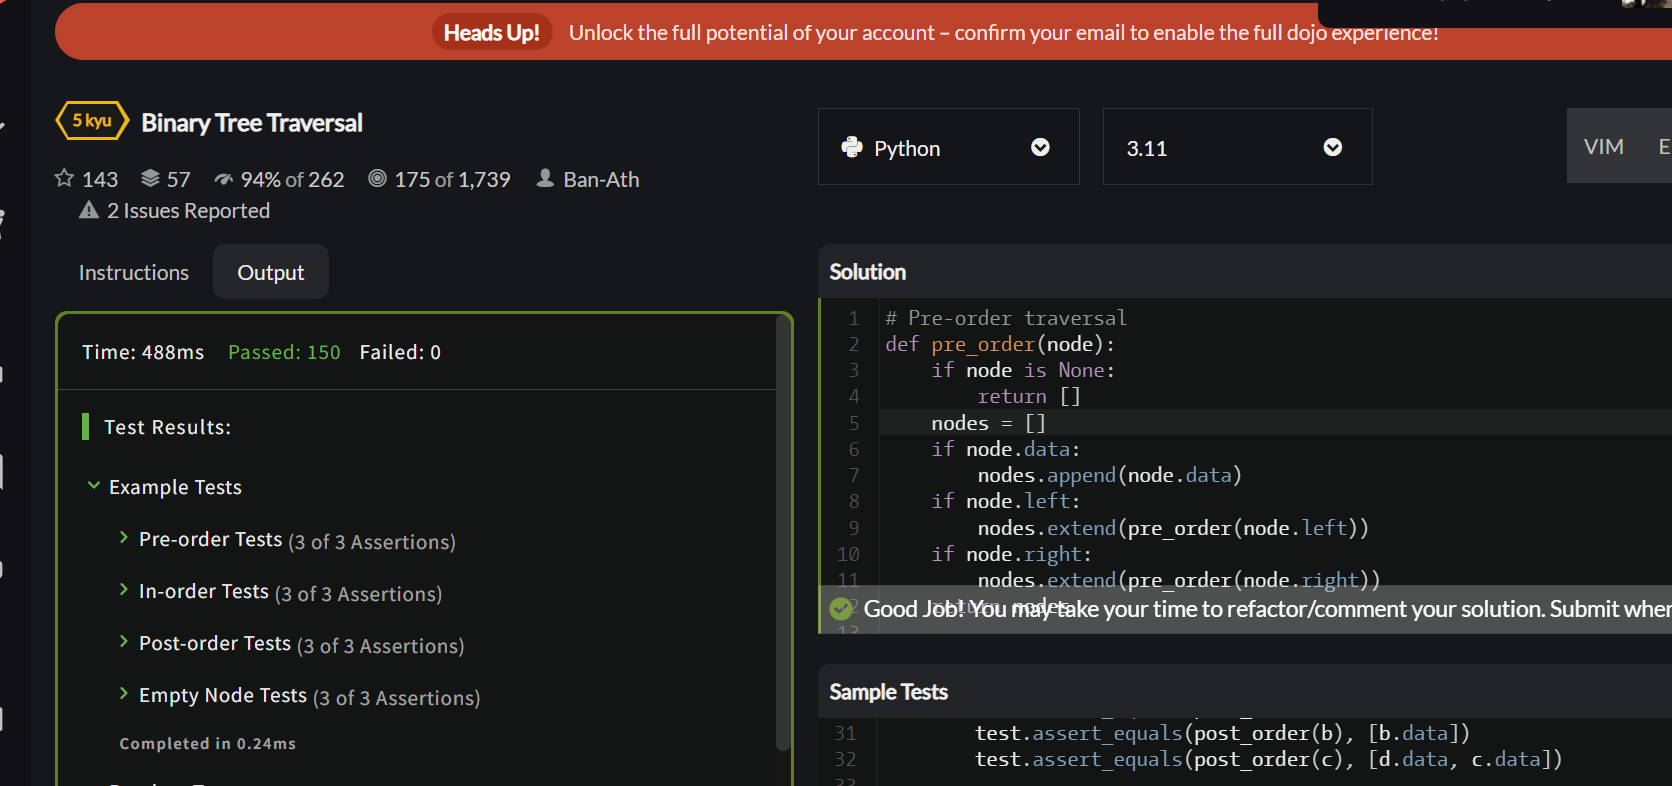 Heads Up! Unlock the full potential of your account – confirm your email to enable the full dojo experience!
5 kyu Binary Tree Traversal
143 57 94% of 262 175 of 1,739 Ban-Ath
2 Issues Reported
Python 3.11 VIM E
Instructions Output
Time: 488ms Passed: 150 Failed: 0
Test Results:
Example Tests
Pre-order Tests (3 of 3 Assertions)
In-order Tests (3 of 3 Assertions)
Post-order Tests (3 of 3 Assertions)
Empty Node Tests (3 of 3 Assertions)
Completed in 0.24ms
Solution
1 # Pre-order traversal
2 def pre_order(node):
3     if node is None:
4         return []
5     nodes = []
6     if node.data:
7         nodes.append(node.data)
8     if node.left:
9         nodes.extend(pre_order(node.left))
10     if node.right:
11         nodes.extend(pre_order(node.right))
Good Job! You may take your time to refactor/comment your solution. Submit when
Sample Tests
31 test.assert_equals(post_order(b), [b.data])
32 test.assert_equals(post_order(c), [d.data, c.data])